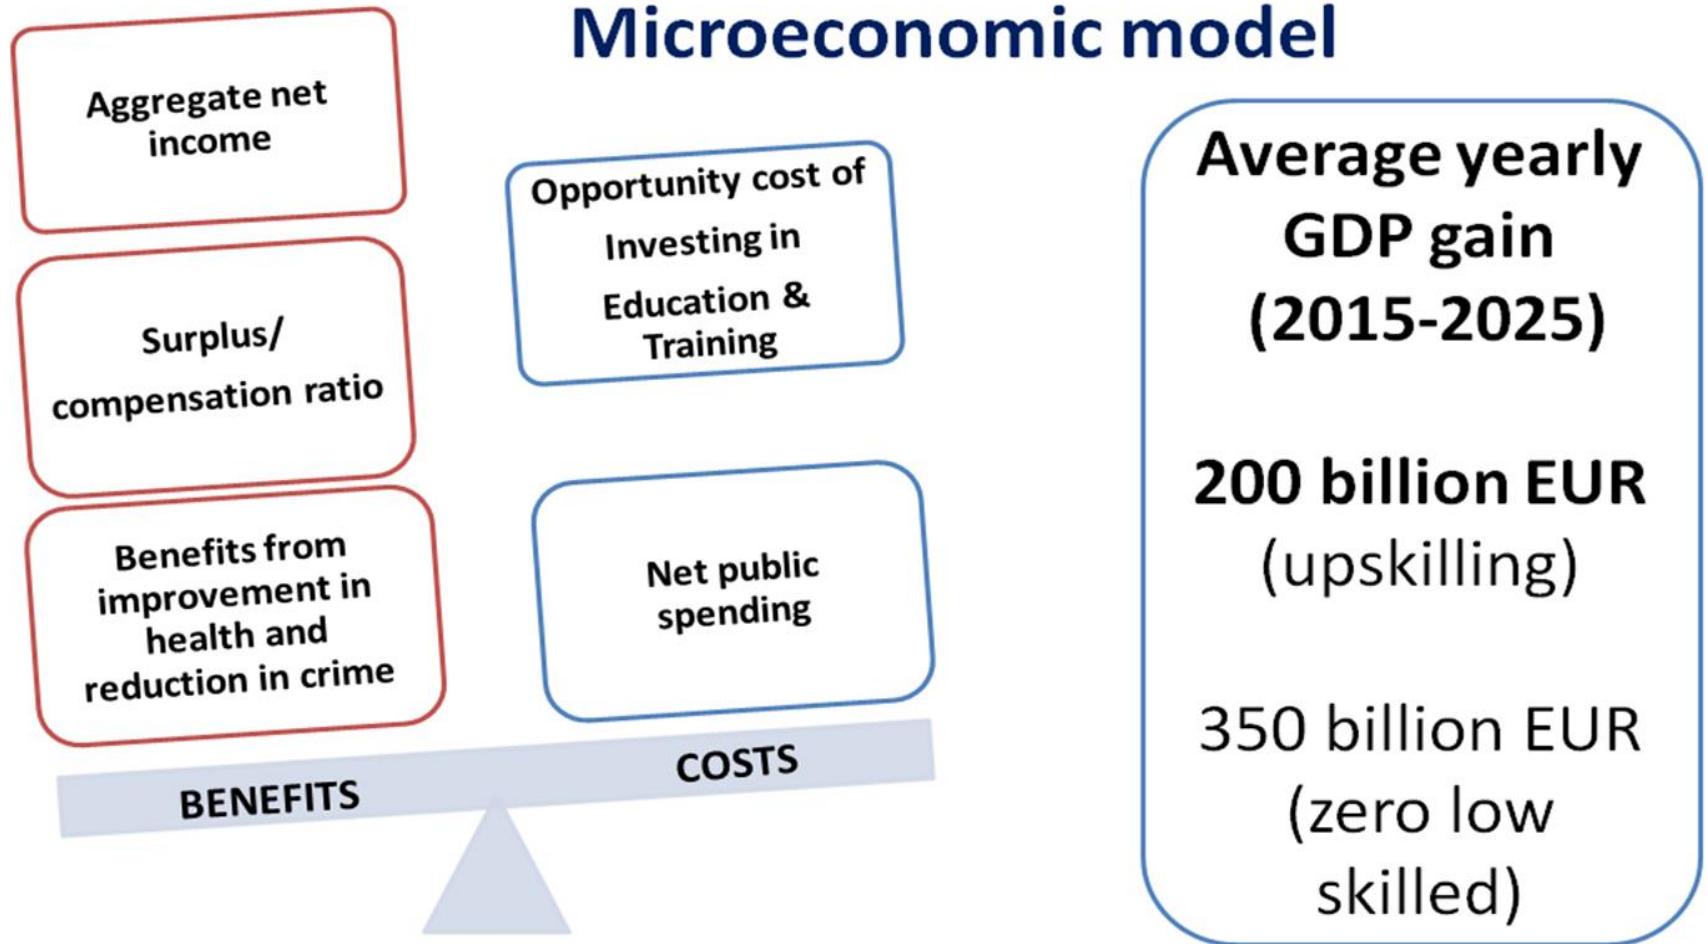 Microeconomic model
Aggregate net
income
Surplus/
compensation ratio
Benefits from
improvement in
health and
reduction in crime
BENEFITS
Opportunity cost of
Investing in
Education &
Training
Net public
spending
COSTS
Average yearly
GDP gain
(2015-2025)
200 billion EUR
(upskilling)
350 billion EUR
(zero low
skilled)